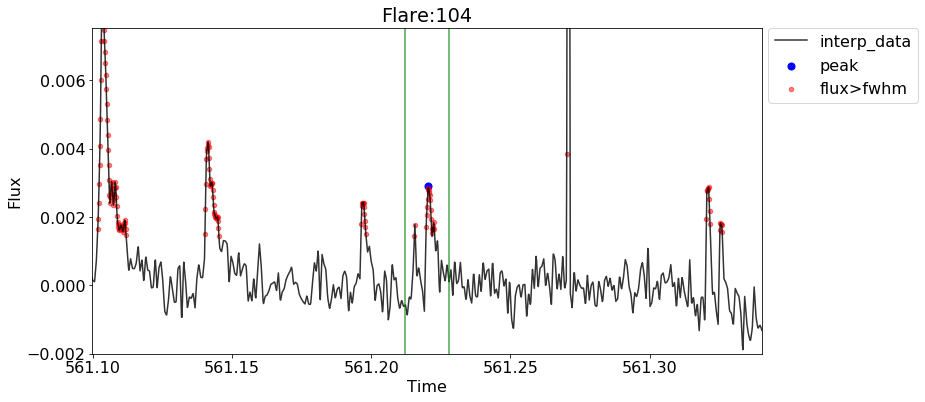 Flare:104
interp_data
peak
flux>fwhm
0.006
0.004
0.002
0.000
−0.002
Flux
561.10
561.15
561.20
561.25
561.30
Time